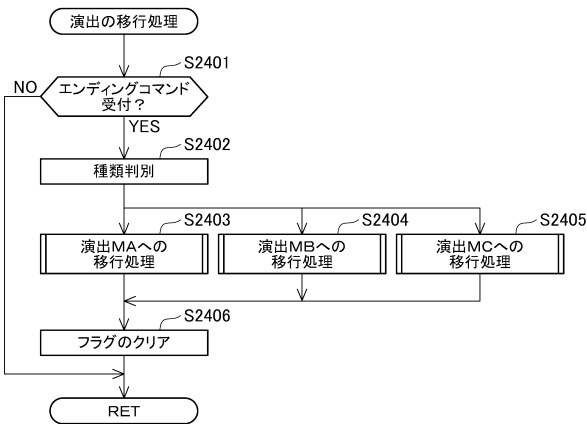 演出の移行処理
S2401
NO
エンディングコマンド
受付？
YES
S2402
種類判別
S2403
S2404
S2405
演出MAへの
移行処理
演出MBへの
移行処理
演出MCへの
移行処理
S2406
フラグのクリア
RET